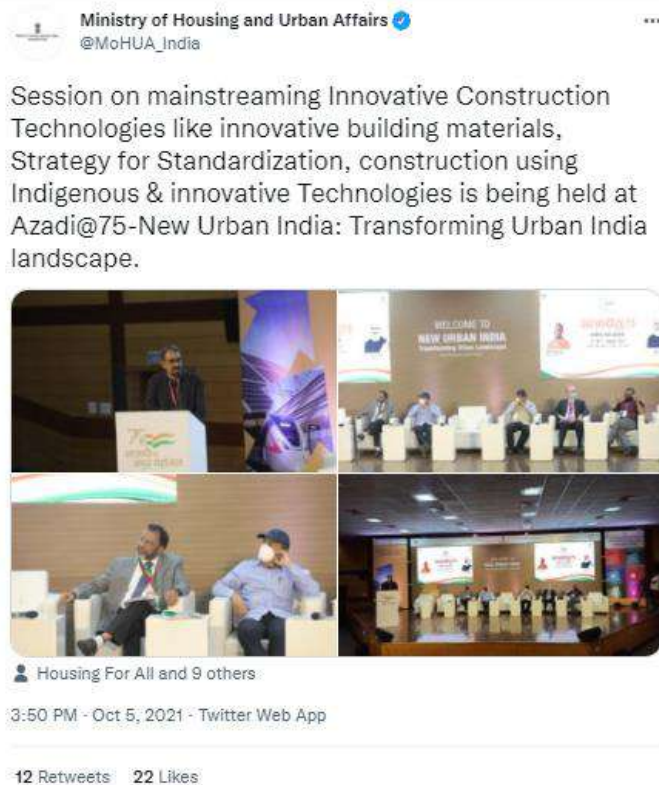 Ministry of Housing and Urban Affairs
@MoHUA_India
Session on mainstreaming Innovative Construction
Technologies like innovative building materials,
Strategy for Standardization, construction using
Indigenous & innovative Technologies is being held at
Azadi@75-New Urban India: Transforming Urban India
landscape.
WELCOME TO
NEW URBAN INDIA
Housing For All and 9 others
3:50 PM · Oct 5, 2021 · Twitter Web App
12 Retweets 22 Likes